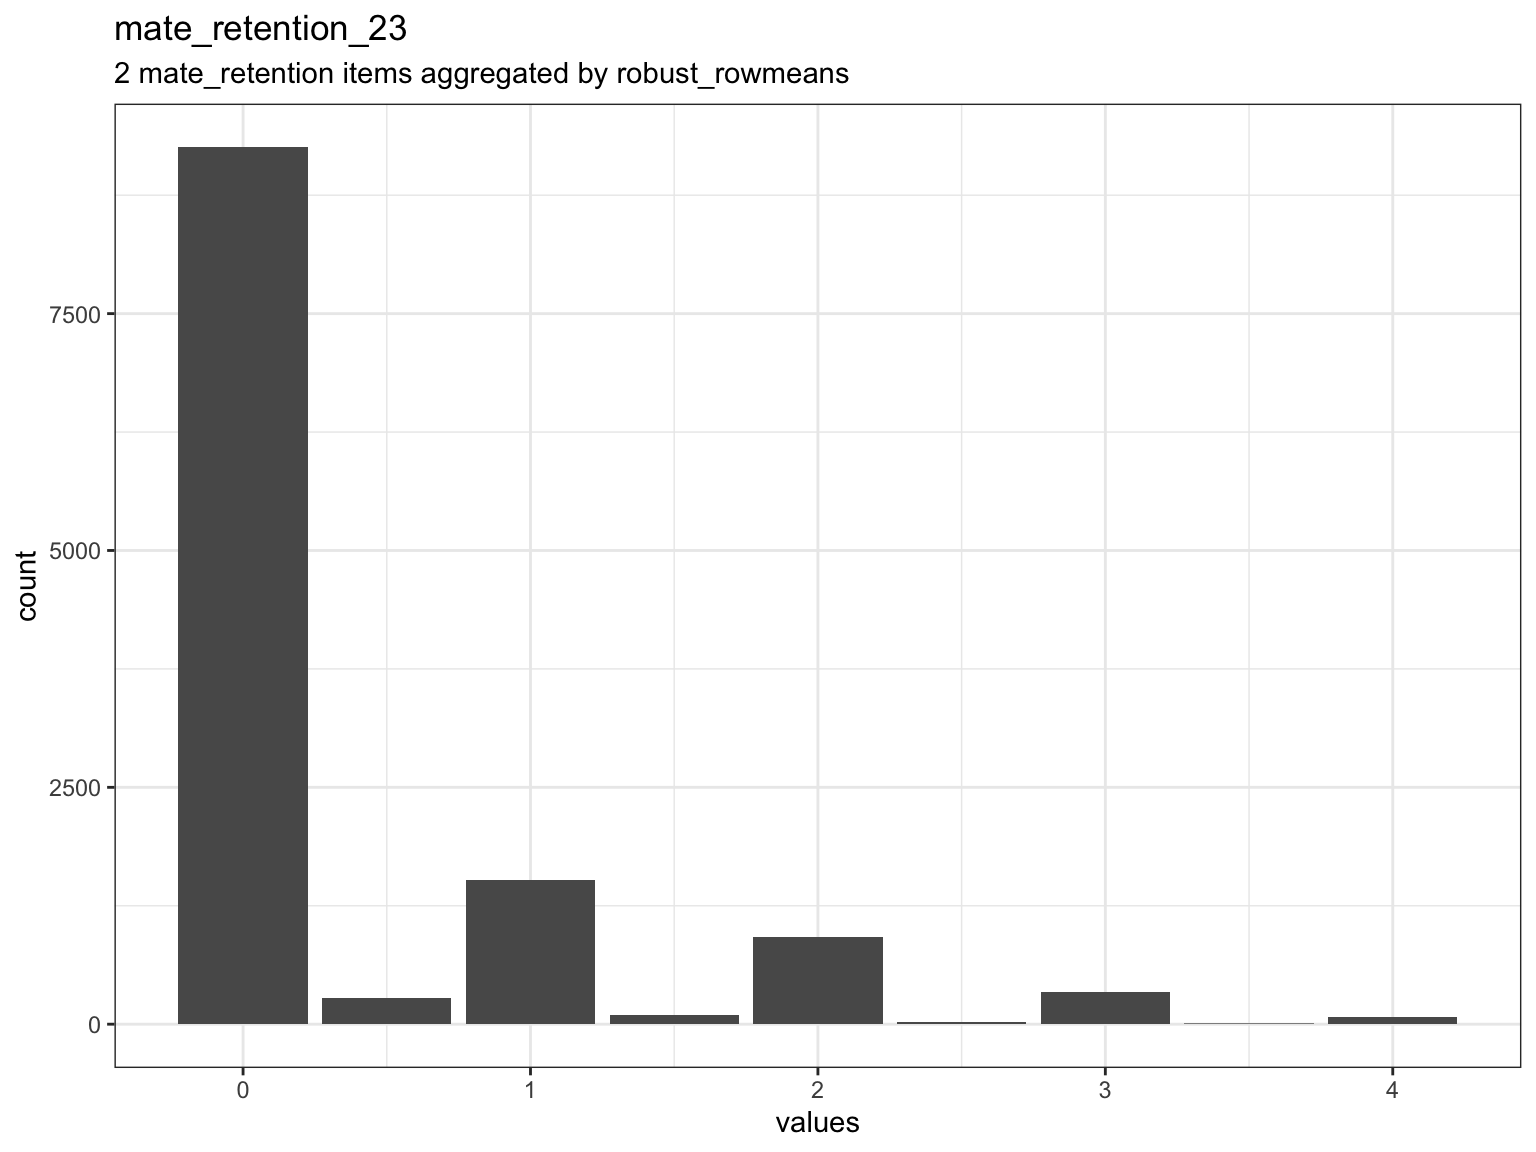 mate_retention_23
2 mate_retention items aggregated by robust_rowmeans
count
7500
5000
2500
0
0 1 2 3 4
values